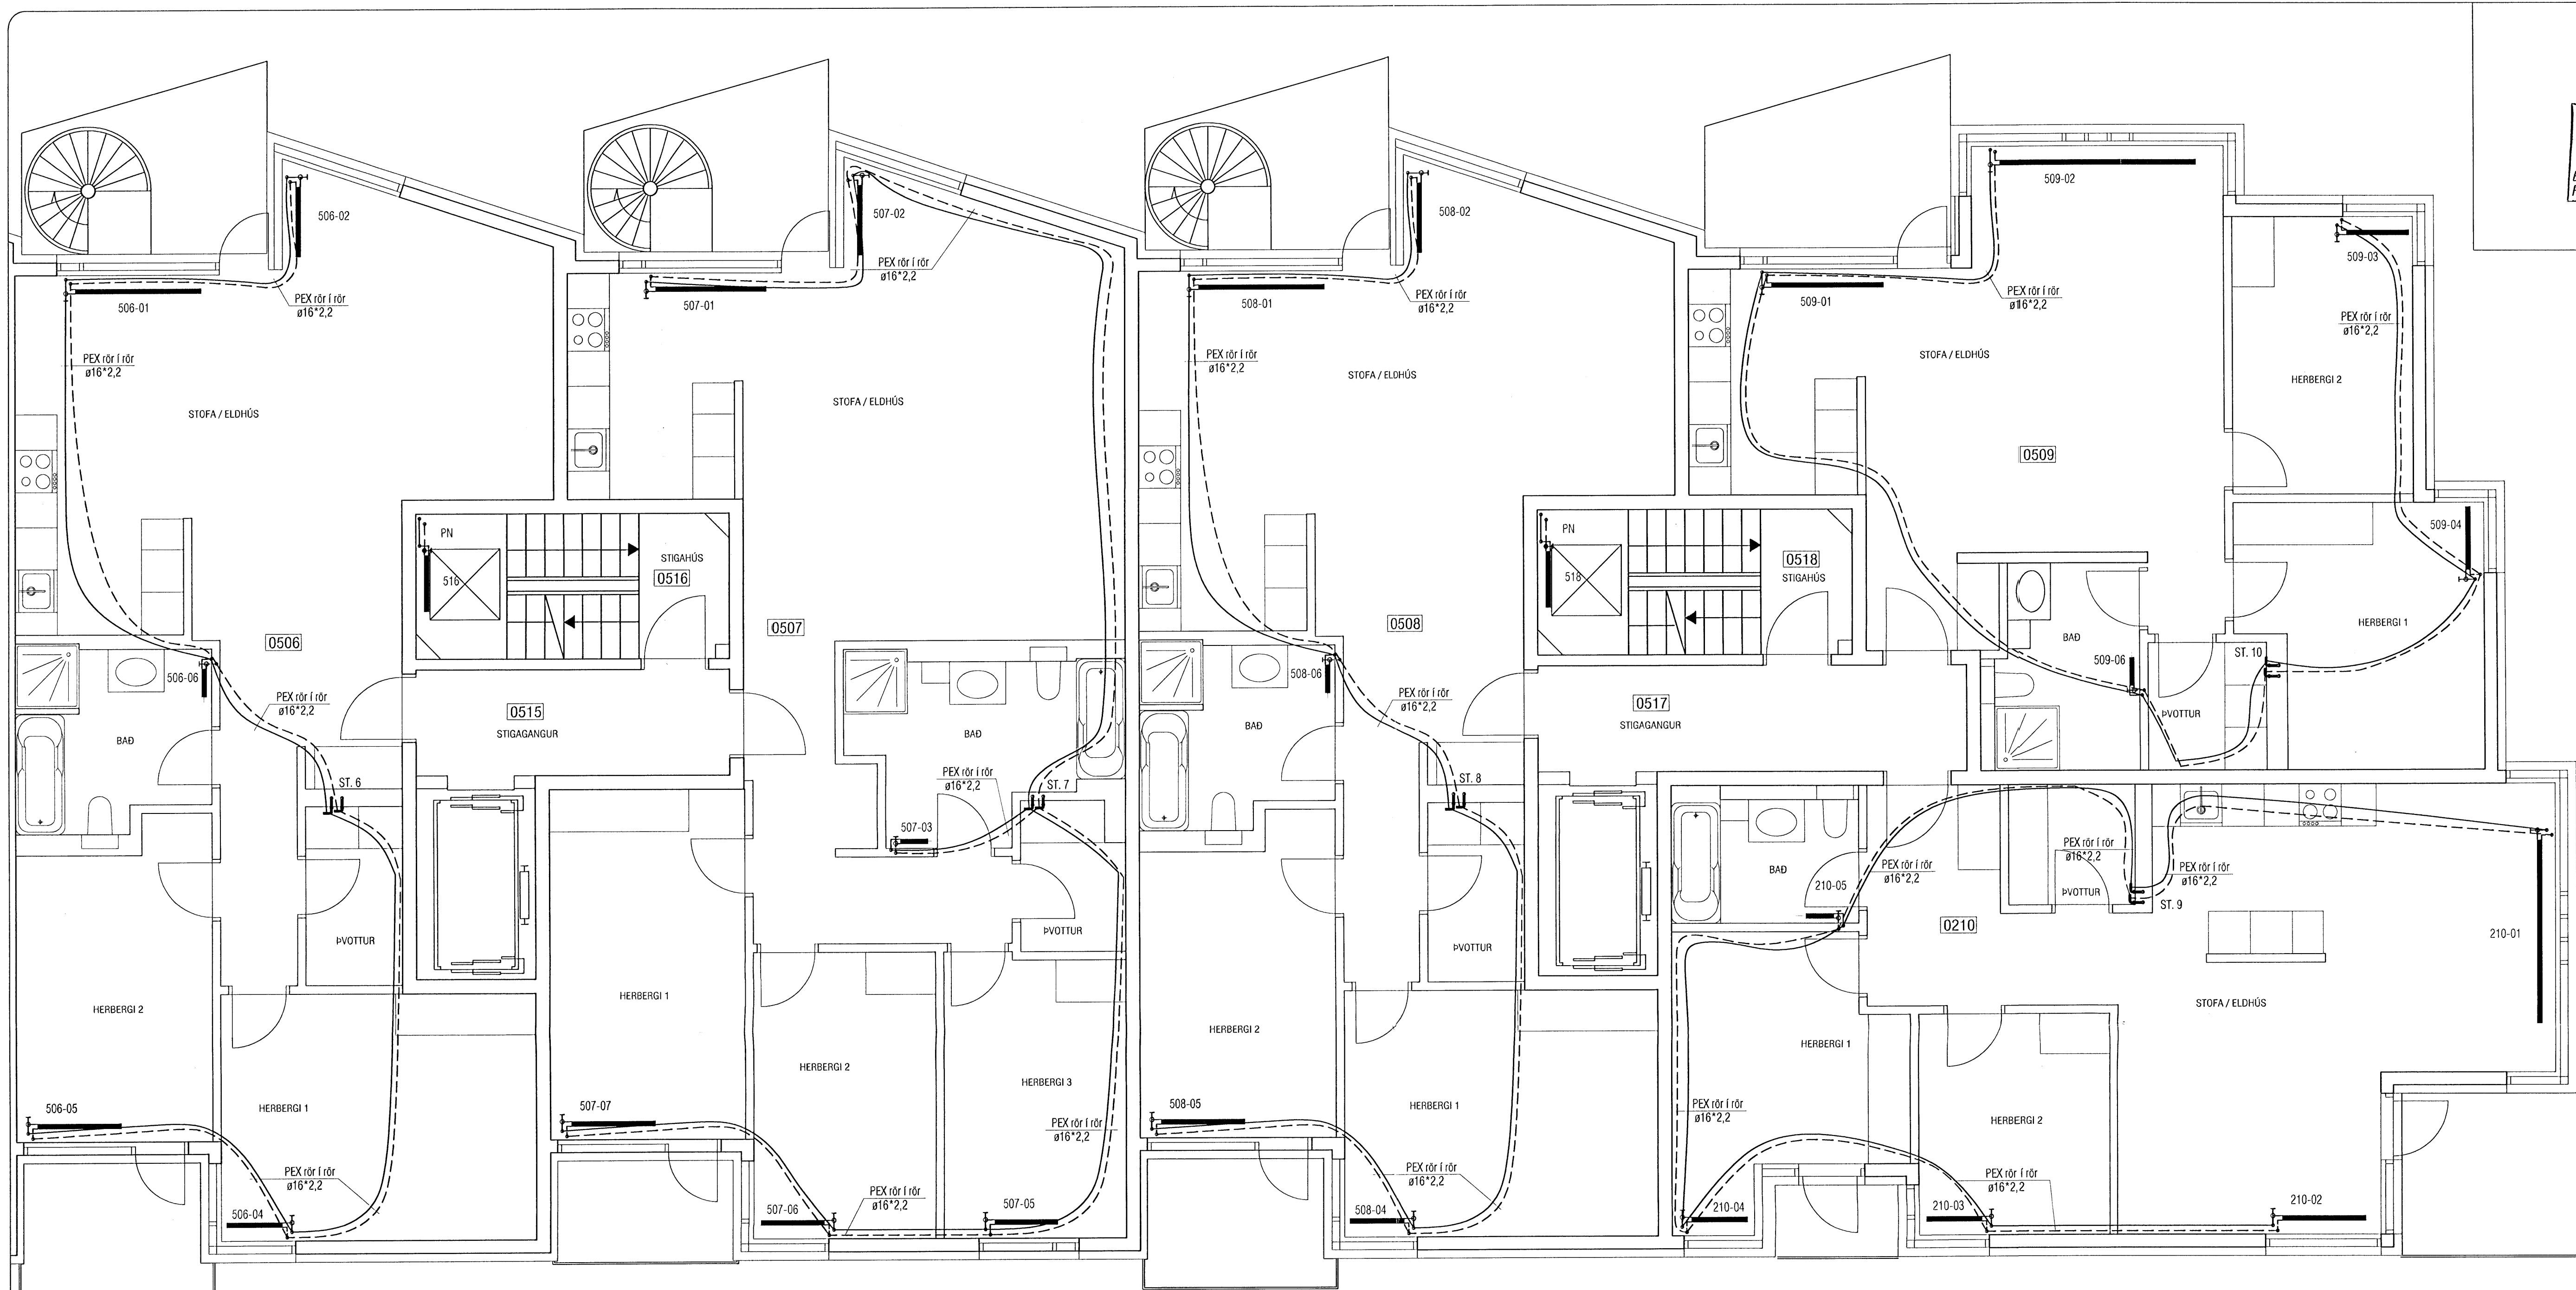 506-02
506-01
PEX rör í rör
ø16*2,2
PEX rör í rör
ø16*2,2
STOFA / ELDHÚS
0506
506-06
PEX rör í rör
ø16*2,2
BAÐ
ST. 6
ÞVOTTUR
HERBERGI 2
HERBERGI 1
506-05
506-04
PEX rör í rör
ø16*2,2
PN
516
STIGAHÚS
0516
0515
STIGAGANGUR
507-02
507-01
PEX rör í rör
ø16*2,2
STOFA / ELDHÚS
0507
BAÐ
PEX rör í rör
ø16*2,2
ST. 7
507-03
ÞVOTTUR
HERBERGI 1
HERBERGI 2
HERBERGI 3
PEX rör í rör
ø16*2,2
507-07
507-06
PEX rör í rör
ø16*2,2
507-05
508-02
508-01
PEX rör í rör
ø16*2,2
PEX rör í rör
ø16*2,2
STOFA / ELDHÚS
0508
508-06
PEX rör í rör
ø16*2,2
BAÐ
ST. 8
ÞVOTTUR
HERBERGI 2
HERBERGI 1
508-05
508-04
PEX rör í rör
ø16*2,2
PN
518
0518
STIGAHÚS
0517
STIGAGANGUR
509-02
509-01
PEX rör í rör
ø16*2,2
509-03
PEX rör í rör
ø16*2,2
STOFA / ELDHÚS
HERBERGI 2
0509
509-04
HERBERGI 1
BAÐ
509-06
ST. 10
ÞVOTTUR
BAÐ
210-05
PEX rör í rör
ø16*2,2
PEX rör í rör
ø16*2,2
PEX rör í rör
ø16*2,2
ÞVOTTUR
ST. 9
0210
210-01
STOFA / ELDHÚS
HERBERGI 1
PEX rör í rör
ø16*2,2
HERBERGI 2
PEX rör í rör
ø16*2,2
210-04
210-03
210-02